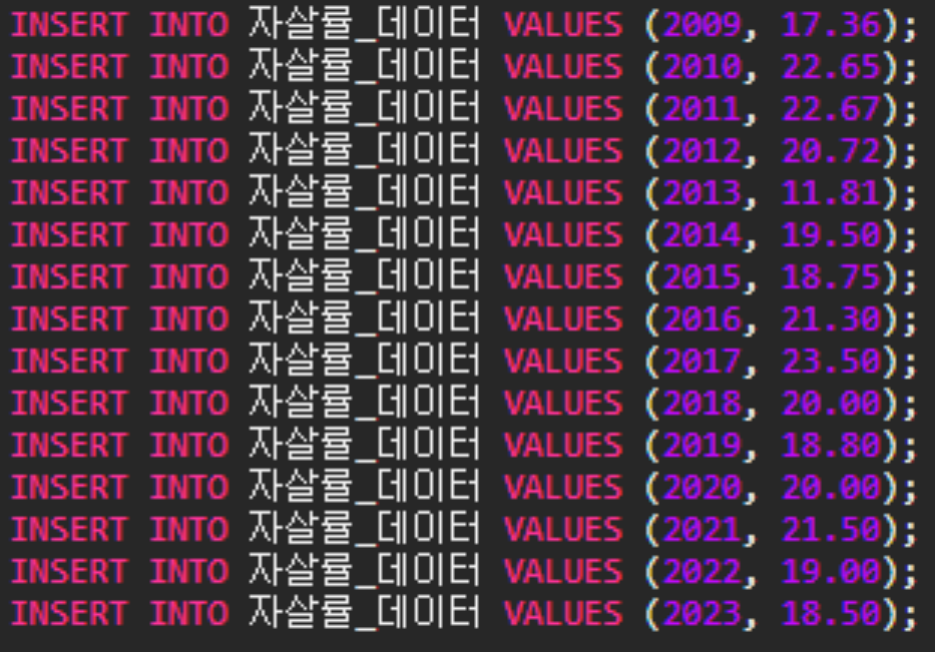 INSERT INTO 자살률_데이터 VALUES (2009, 17.36);
INSERT INTO 자살률_데이터 VALUES (2010, 22.65);
INSERT INTO 자살률_데이터 VALUES (2011, 22.67);
INSERT INTO 자살률_데이터 VALUES (2012, 20.72);
INSERT INTO 자살률_데이터 VALUES (2013, 11.81);
INSERT INTO 자살률_데이터 VALUES (2014, 19.50);
INSERT INTO 자살률_데이터 VALUES (2015, 18.75);
INSERT INTO 자살률_데이터 VALUES (2016, 21.30);
INSERT INTO 자살률_데이터 VALUES (2017, 23.50);
INSERT INTO 자살률_데이터 VALUES (2018, 20.00);
INSERT INTO 자살률_데이터 VALUES (2019, 18.80);
INSERT INTO 자살률_데이터 VALUES (2020, 20.00);
INSERT INTO 자살률_데이터 VALUES (2021, 21.50);
INSERT INTO 자살률_데이터 VALUES (2022, 19.00);
INSERT INTO 자살률_데이터 VALUES (2023, 18.50);